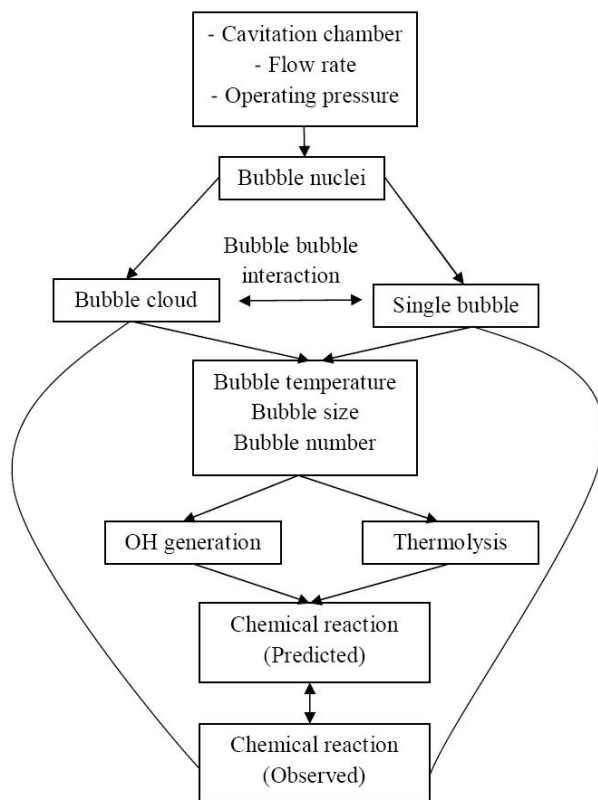 - Cavitation chamber
- Flow rate
- Operating pressure
Bubble nuclei
Bubble bubble
interaction
Bubble cloud
Single bubble
Bubble temperature
Bubble size
Bubble number
OH generation
Thermolysis
Chemical reaction
(Predicted)
Chemical reaction
(Observed)